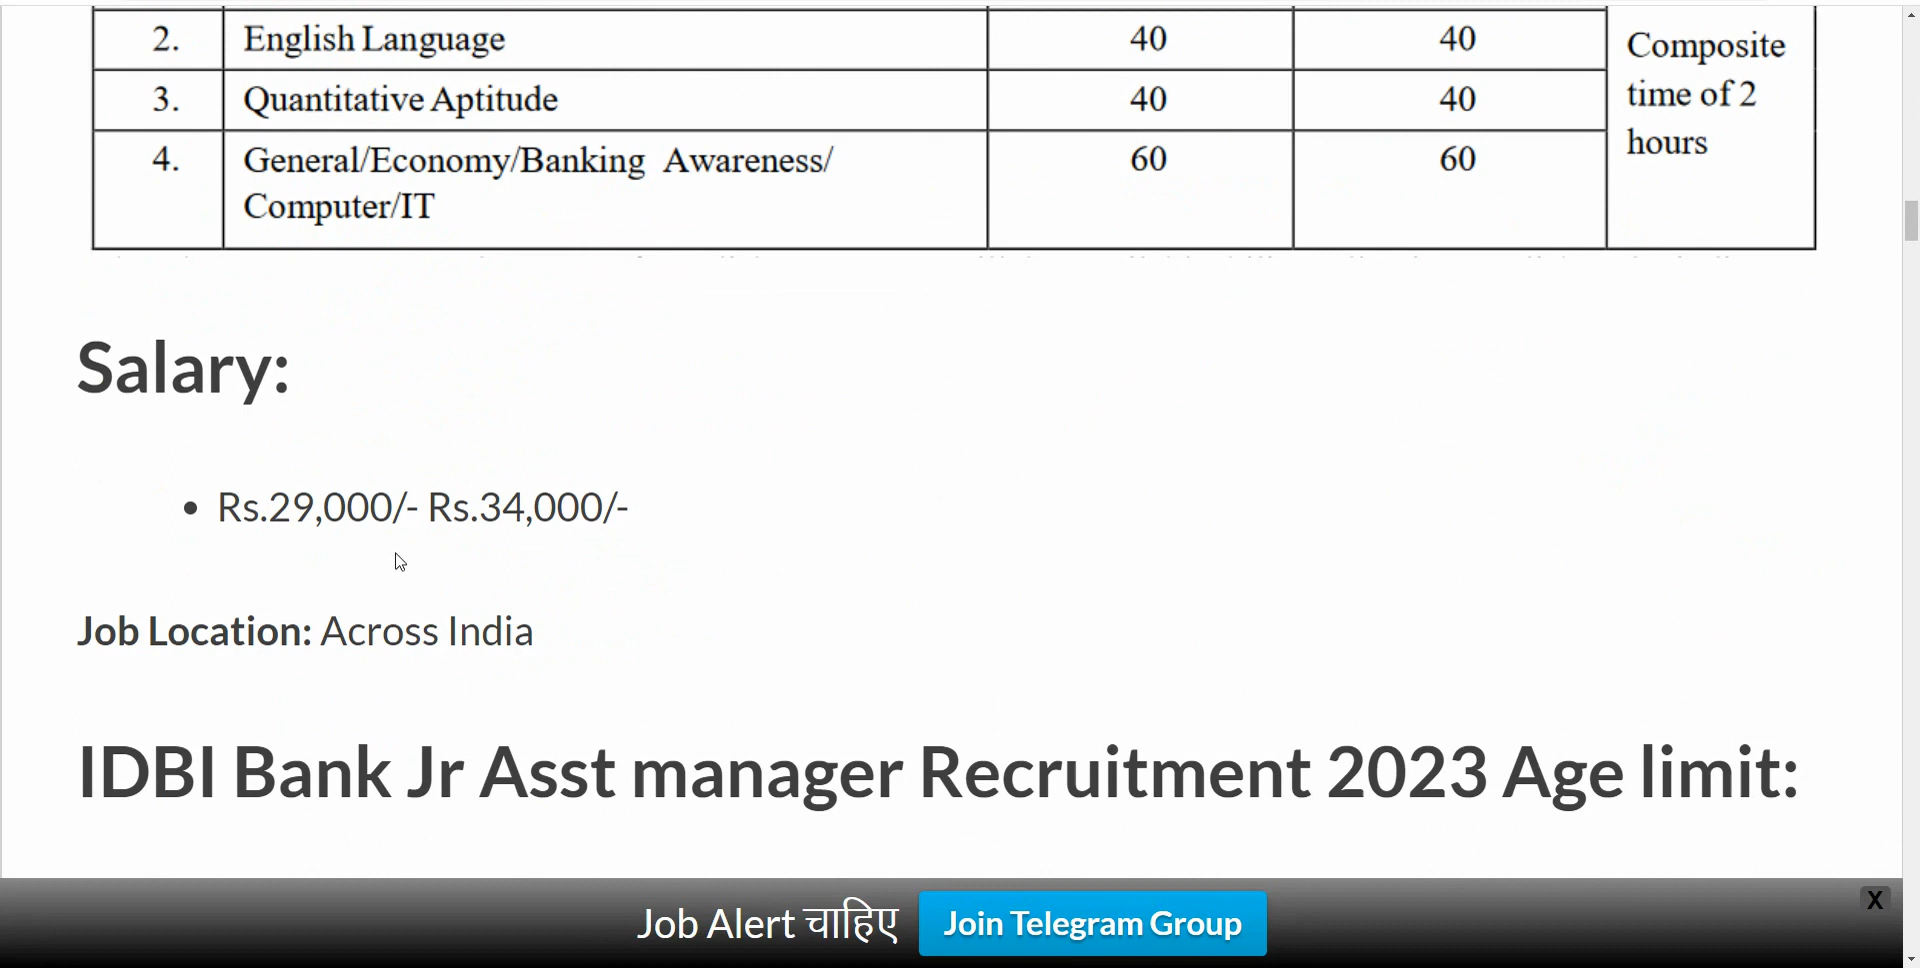 2. English Language 40 40 Composite
3. Quantitative Aptitude 40 40 time of 2
4. General/Economy/Banking Awareness/ 60 60 hours
Computer/IT
Salary:
• Rs.29,000/- Rs.34,000/-
Job Location: Across India
IDBI Bank Jr Asst manager Recruitment 2023 Age limit:
Job Alert चाहिए Join Telegram Group X